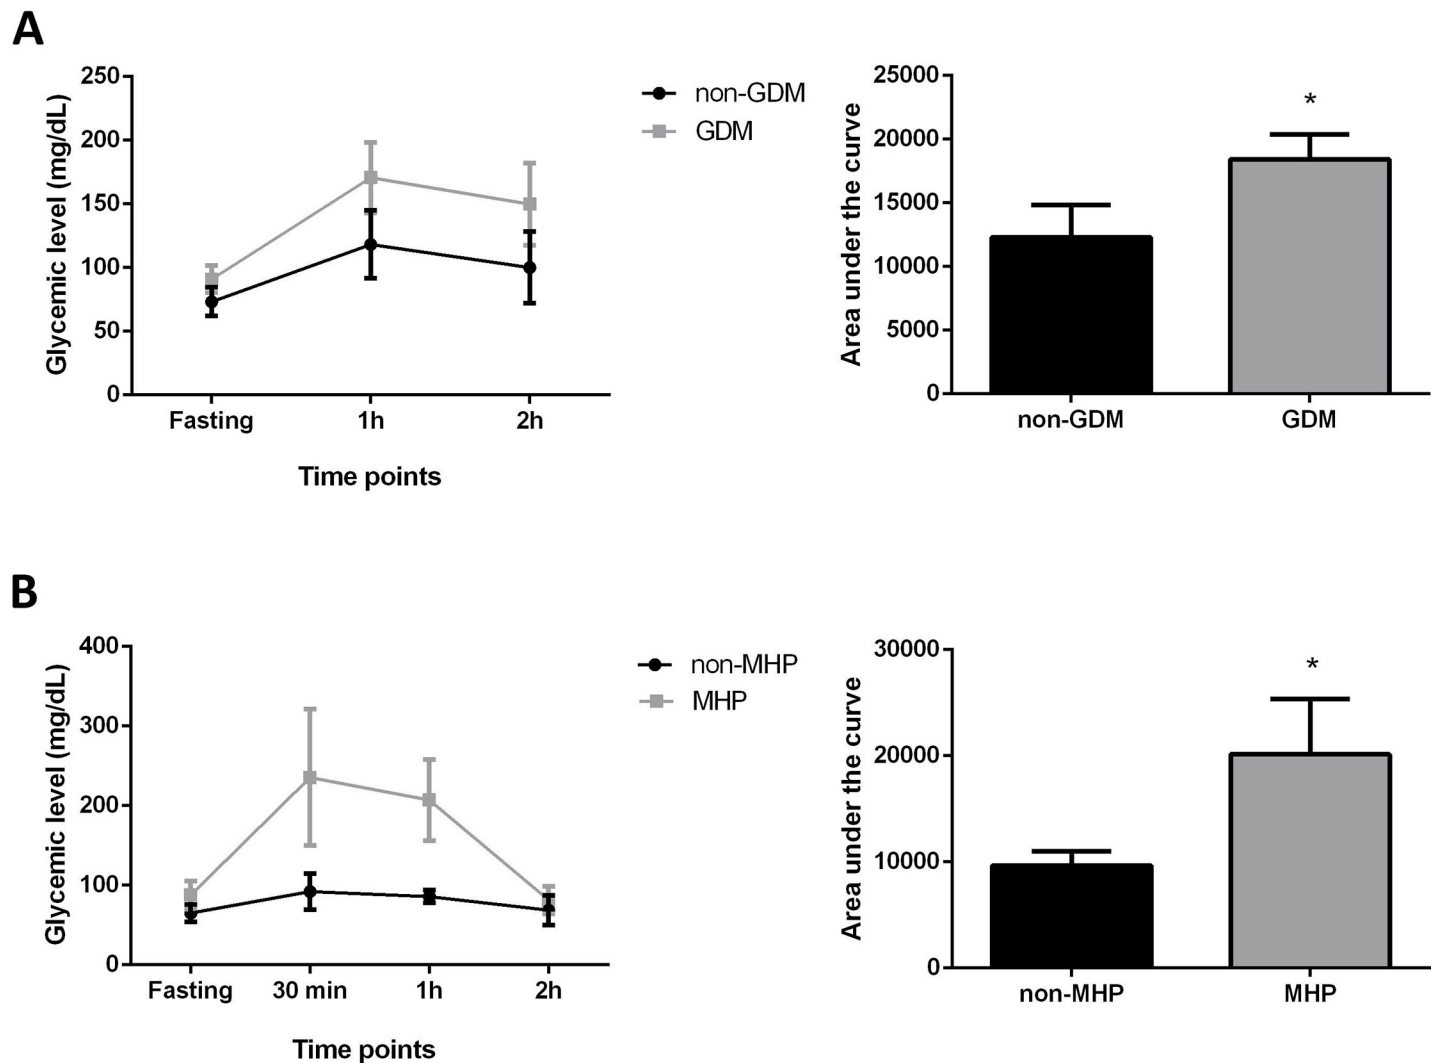 A
Glycemic level (mg/dL)
250
200
150
100
50
0
Fasting 1h 2h
Time points
non-GDM
GDM
Area under the curve
25000
20000
15000
10000
5000
0
*
non-GDM GDM
B
Glycemic level (mg/dL)
400
300
200
100
0
Fasting 30 min 1h 2h
Time points
non-MHP
MHP
Area under the curve
30000
20000
10000
0
*
non-MHP MHP